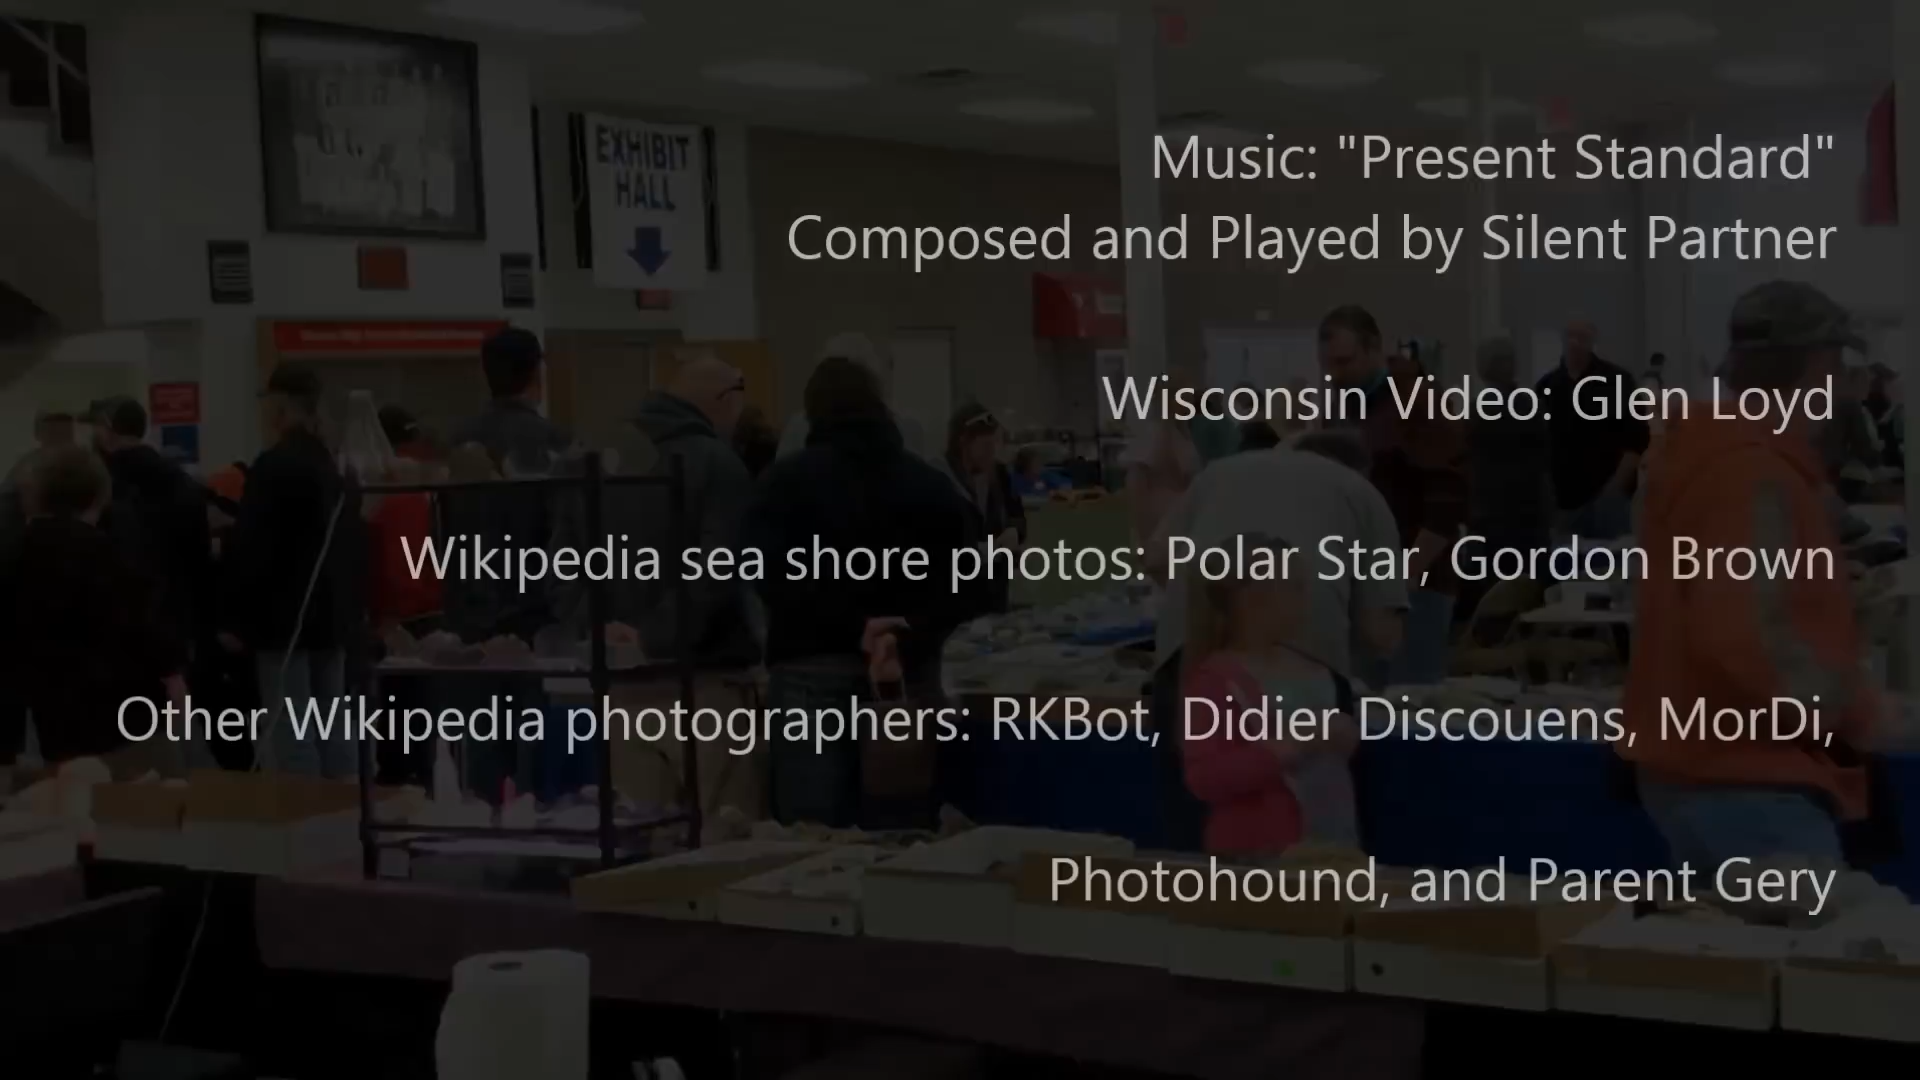 EXHIBIT
HALL
Music: "Present Standard"
Composed and Played by Silent Partner
Wisconsin Video: Glen Loyd
Wikipedia sea shore photos: Polar Star, Gordon Brown
Other Wikipedia photographers: RKBot, Didier Discouens, MorDi,
Photohound, and Parent Gery